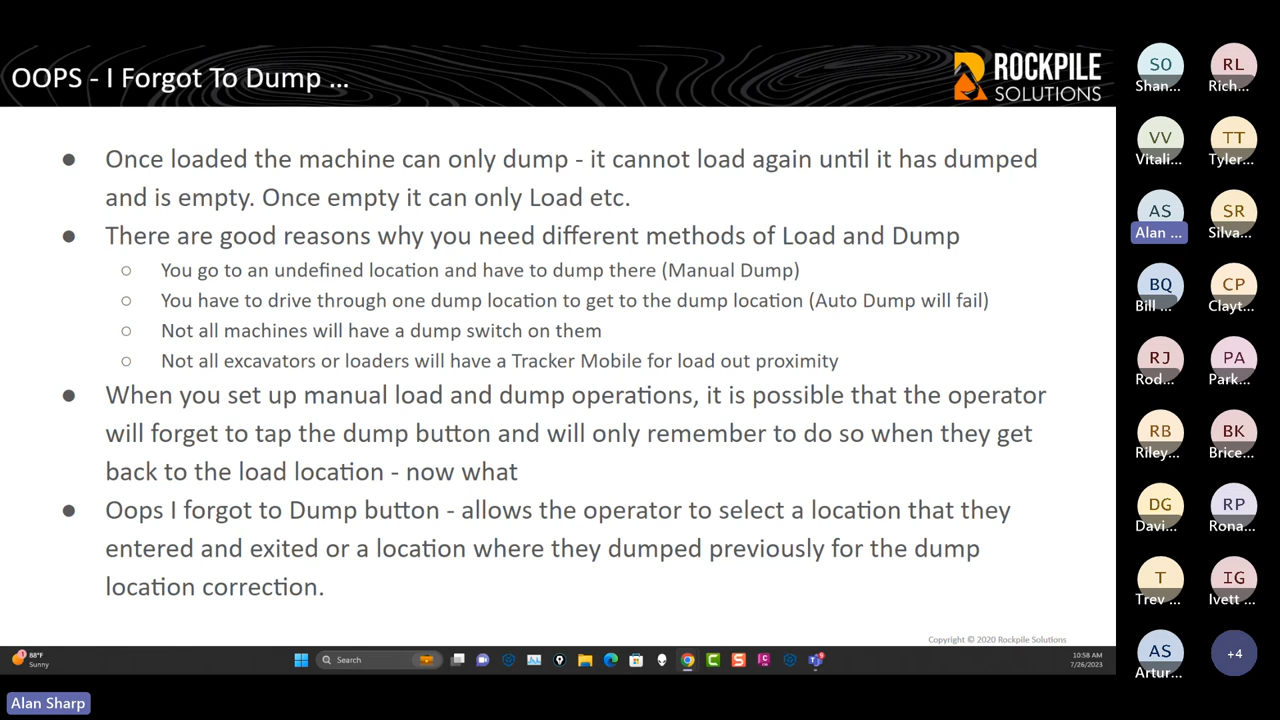 OOPS - I Forgot To Dump ...
ROCKPILE
SOLUTIONS
● Once loaded the machine can only dump - it cannot load again until it has dumped
and is empty. Once empty it can only Load etc.
● There are good reasons why you need different methods of Load and Dump
○ You go to an undefined location and have to dump there (Manual Dump)
○ You have to drive through one dump location to get to the dump location (Auto Dump will fail)
○ Not all machines will have a dump switch on them
○ Not all excavators or loaders will have a Tracker Mobile for load out proximity
● When you set up manual load and dump operations, it is possible that the operator
will forget to tap the dump button and will only remember to do so when they get
back to the load location - now what
● Oops I forgot to Dump button - allows the operator to select a location that they
entered and exited or a location where they dumped previously for the dump
location correction.
Copyright © 2020 Rockpile Solutions
88°F
Sunny
Search
10:58 AM
7/26/2023
Alan Sharp
SO RL
Shan... Rich...
VV TT
Vitali... Tyler...
AS SR
Alan ... Silva...
BQ CP
Bill ... Clayt...
RJ PA
Rod... Park...
RB BK
Riley... Brice...
DG RP
Davi... Rona...
T IG
Trev ... Ivett ...
AS +4
Artur...